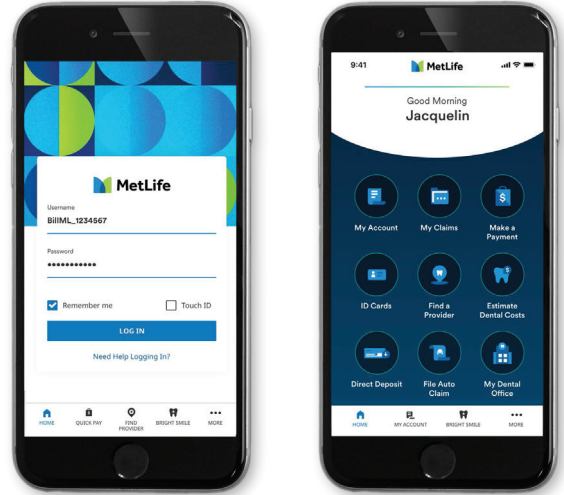 MetLife
Username
BillML_1234567
Password
•••••••••••
Remember me
Touch ID
LOG IN
Need Help Logging In?
HOME
QUICK PAY
FIND
PROVIDER
BRIGHT SMILE
MORE
9:41
MetLife
Good Morning
Jacquelin
My Account
My Claims
Make a
Payment
ID Cards
Find a
Provider
Estimate
Dental Costs
Direct Deposit
File Auto
Claim
My Dental
Office
HOME
MY ACCOUNT
BRIGHT SMILE
MORE